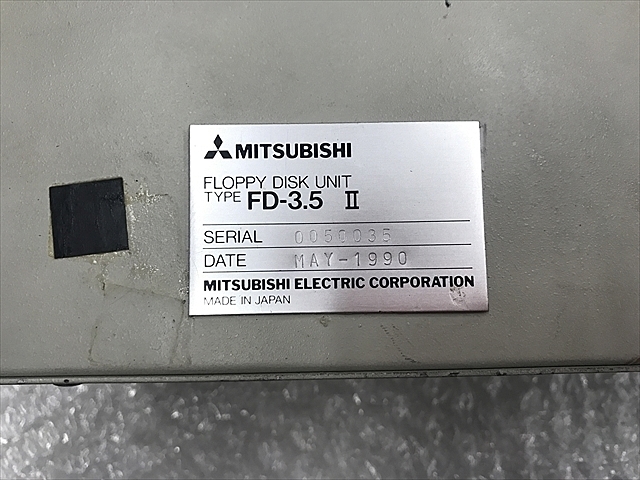 MITSUBISHI
FLOPPY DISK UNIT
TYPE FD-3.5 II
SERIAL 0050035
DATE MAY-1990
MITSUBISHI ELECTRIC CORPORATION
MADE IN JAPAN